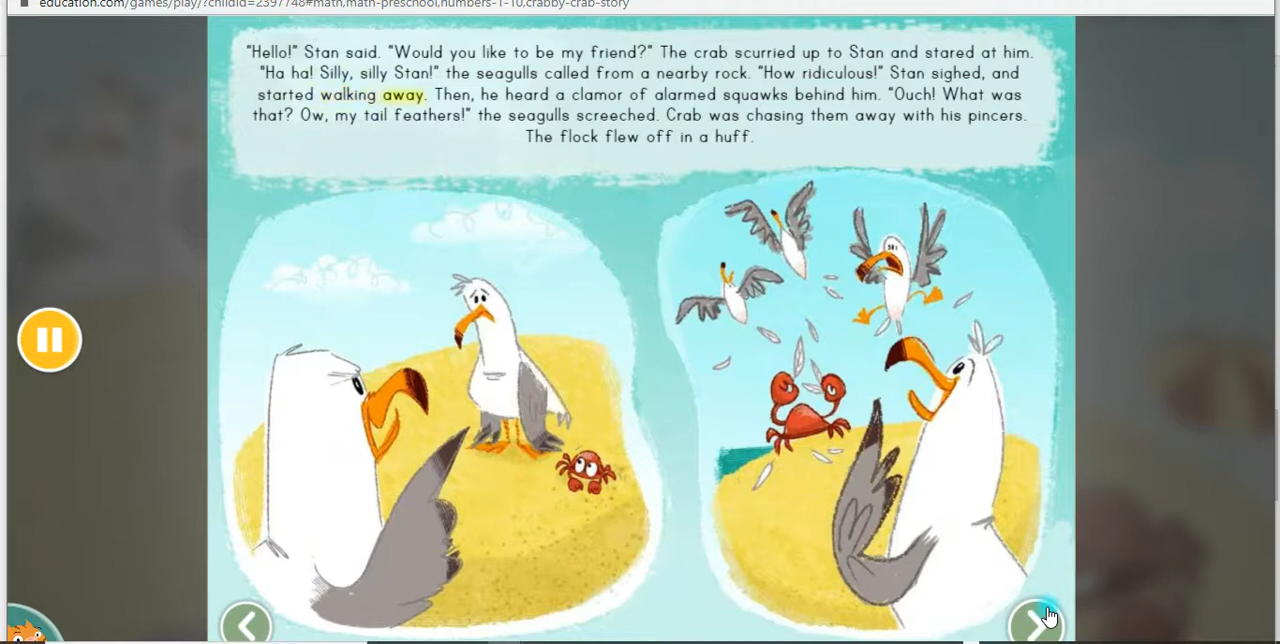 education.com/games/play/?childId=2397748#math,math-preschool,numbers-1-10,crabby-crab-story
"Hello!" Stan said. "Would you like to be my friend?" The crab scurried up to Stan and stared at him.
"Ha ha! Silly, silly Stan!" the seagulls called from a nearby rock. "How ridiculous!" Stan sighed, and
started walking away. Then, he heard a clamor of alarmed squawks behind him. "Ouch! What was
that? Ow, my tail feathers!" the seagulls screeched. Crab was chasing them away with his pincers.
The flock flew off in a huff.